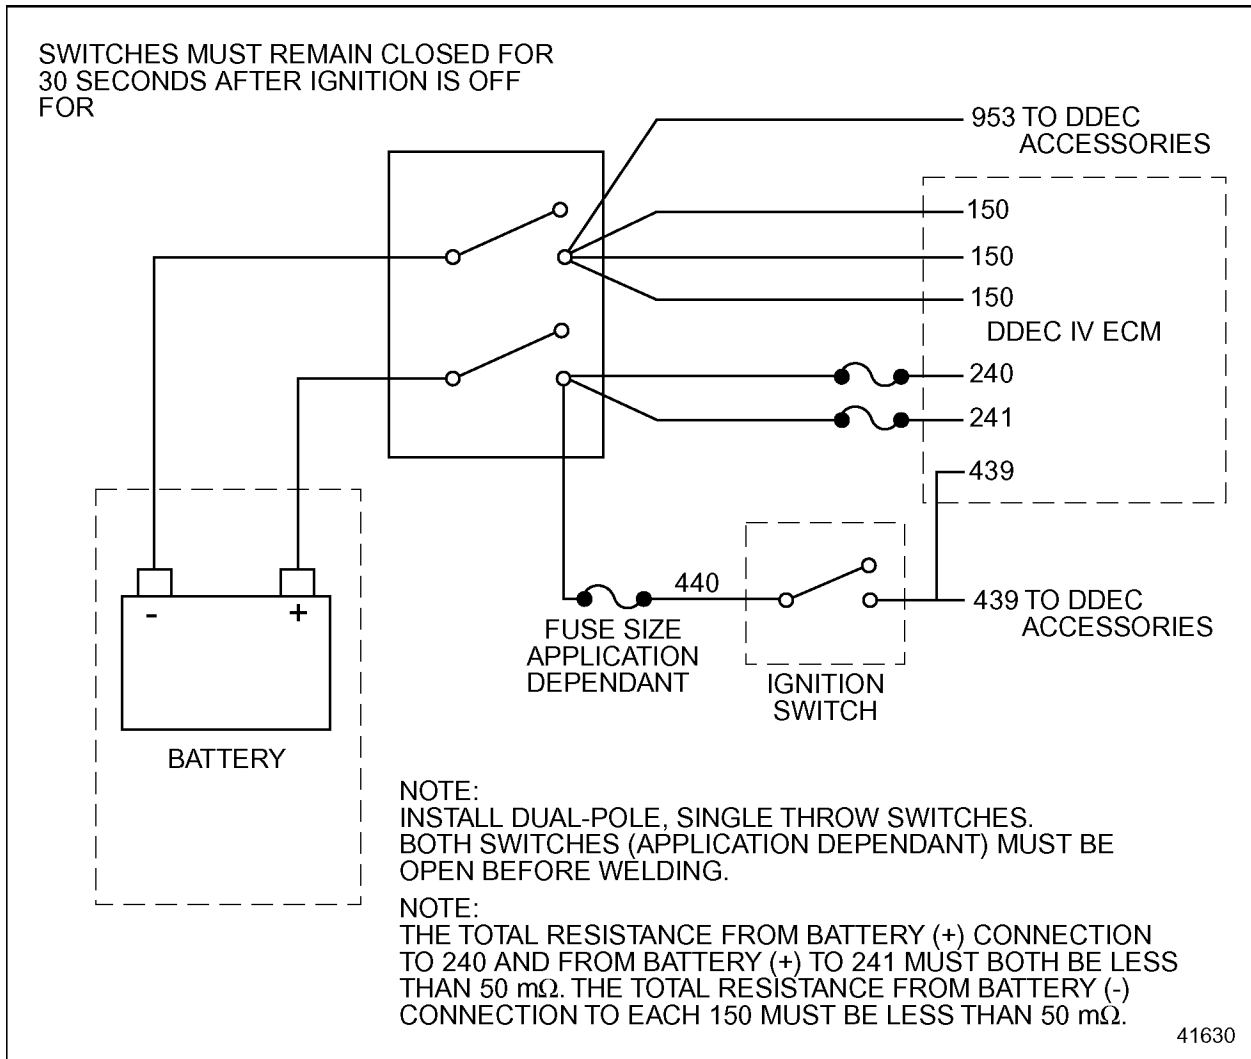 SWITCHES MUST REMAIN CLOSED FOR
30 SECONDS AFTER IGNITION IS OFF
FOR
953 TO DDEC
ACCESSORIES
150
150
150
DDEC IV ECM
240
241
439
440
439 TO DDEC
ACCESSORIES
FUSE SIZE
APPLICATION
DEPENDANT
IGNITION
SWITCH
- +
BATTERY
NOTE:
INSTALL DUAL-POLE, SINGLE THROW SWITCHES.
BOTH SWITCHES (APPLICATION DEPENDANT) MUST BE
OPEN BEFORE WELDING.
NOTE:
THE TOTAL RESISTANCE FROM BATTERY (+) CONNECTION
TO 240 AND FROM BATTERY (+) TO 241 MUST BOTH BE LESS
THAN 50 mΩ. THE TOTAL RESISTANCE FROM BATTERY (-)
CONNECTION TO EACH 150 MUST BE LESS THAN 50 mΩ.
41630